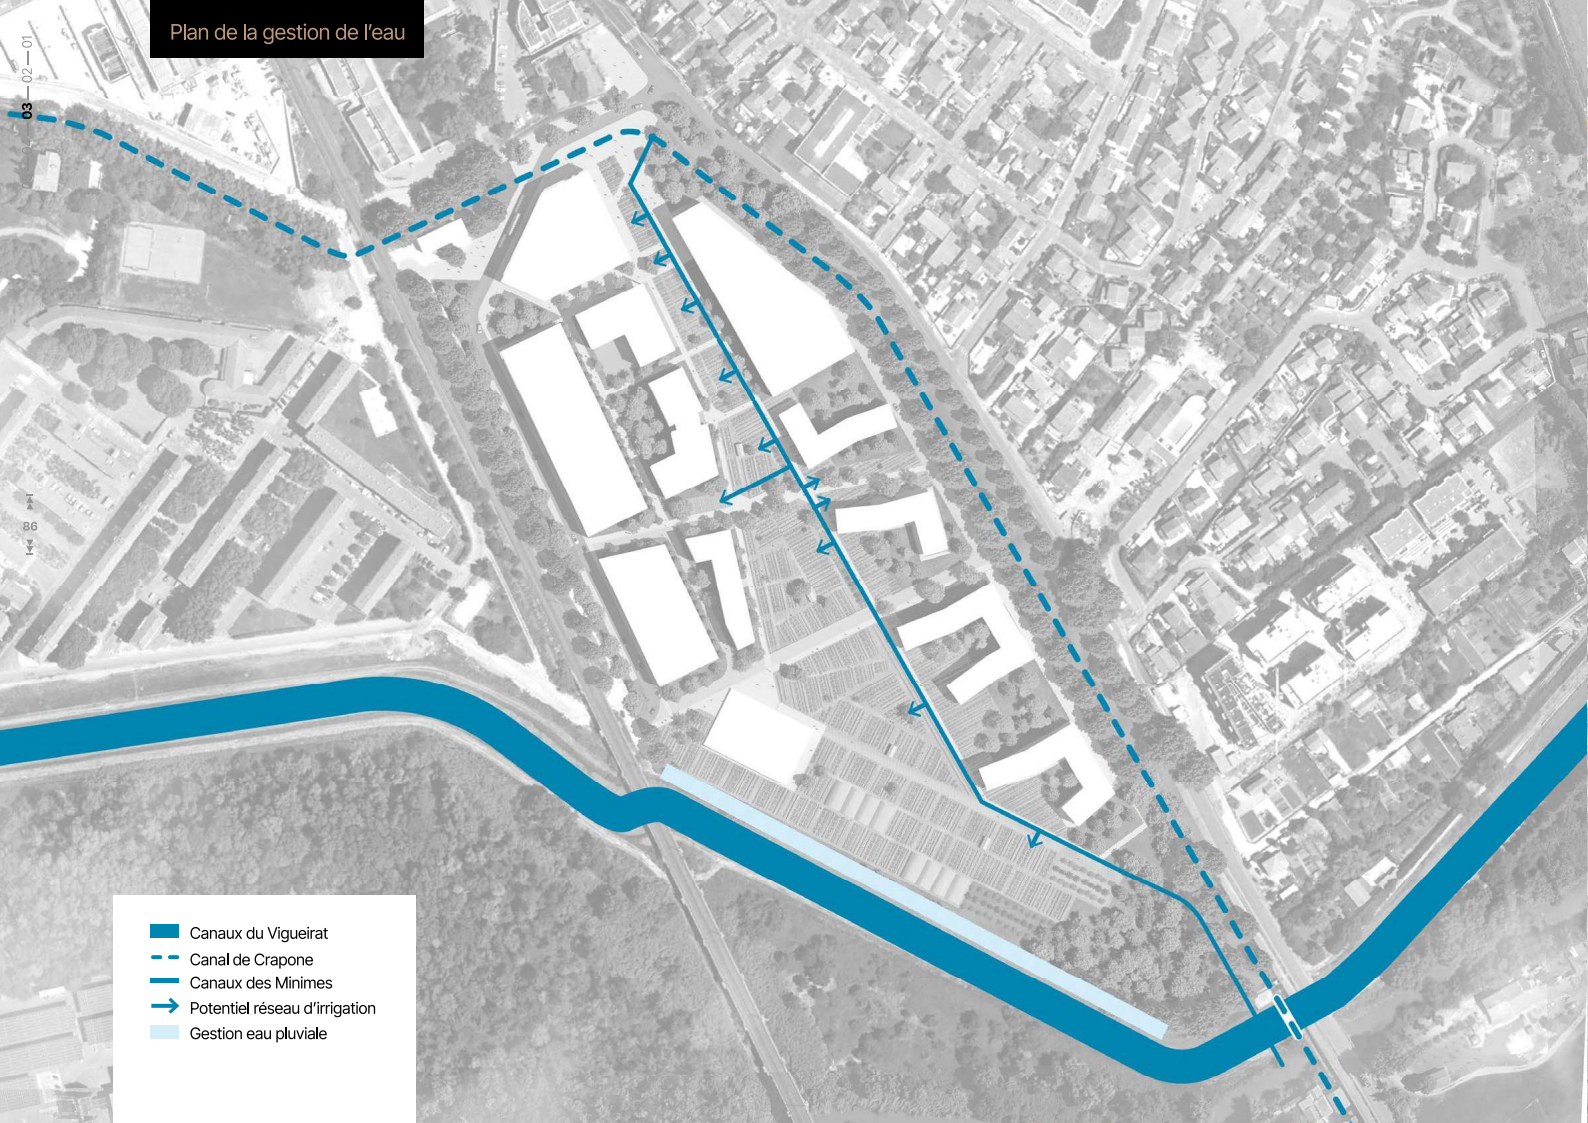 Plan de la gestion de l’eau
03 — 02 — 01
86
Canaux du Vigueirat
Canal de Crapone
Canaux des Minimes
Potentiel réseau d’irrigation
Gestion eau pluviale